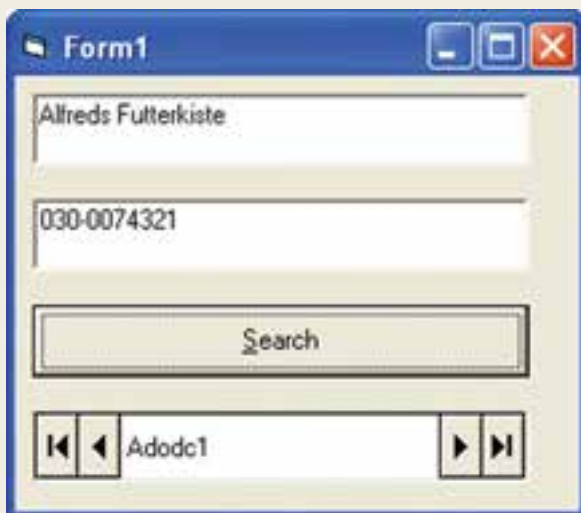 Form1
Alfreds Futterkiste
030-0074321
Search
Adodc1